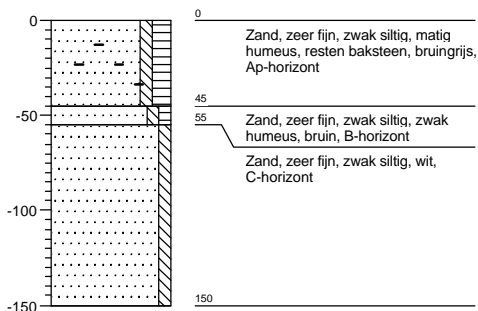 0
0
Zand, zeer fijn, zwak siltig, matig
humeus, resten baksteen, bruingrijs,
Ap-horizont
45
-50
55
Zand, zeer fijn, zwak siltig, zwak
humeus, bruin, B-horizont
Zand, zeer fijn, zwak siltig, wit,
C-horizont
-100
-150
150